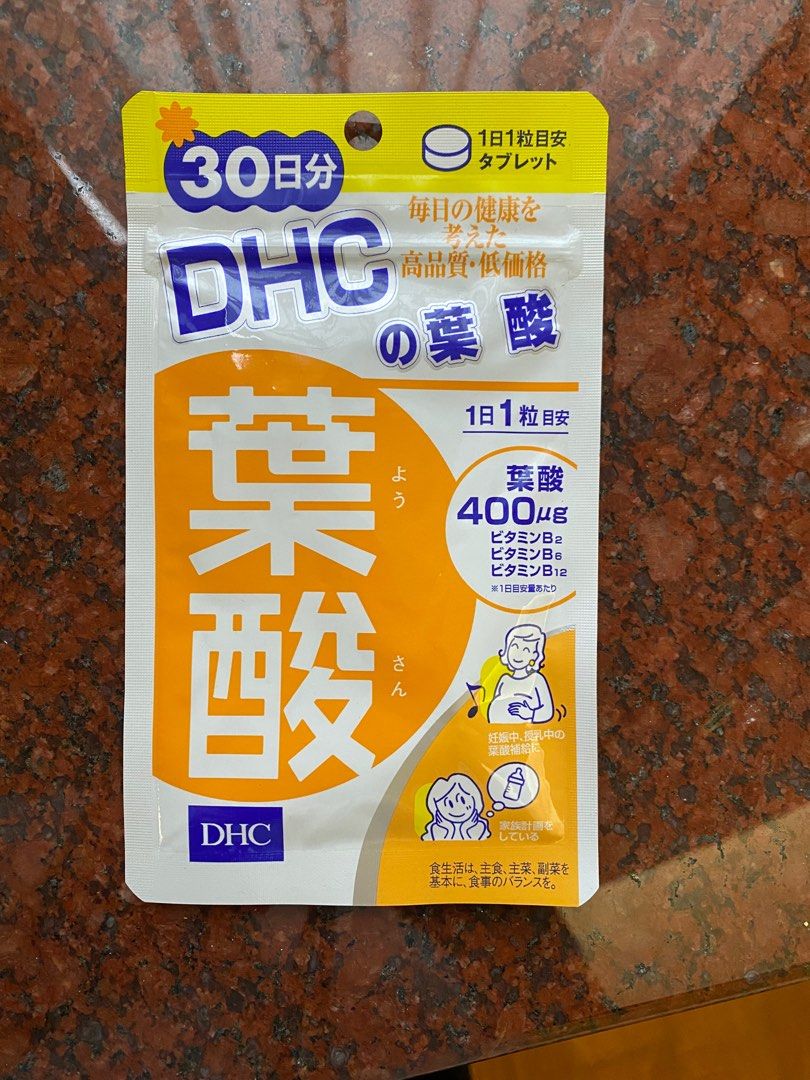 30日分
1日1粒目安
タブレット
毎日の健康を
考えた
高品質・低価格
DHC
の葉酸
1日1粒目安
葉酸
よう
さん
葉酸
400μg
ビタミンB2
ビタミンB6
ビタミンB12
※1日目安量あたり
妊娠中、授乳中の
葉酸補給に
家族計画を
している
DHC
食生活は、主食、主菜、副菜を
基本に、食事のバランスを。